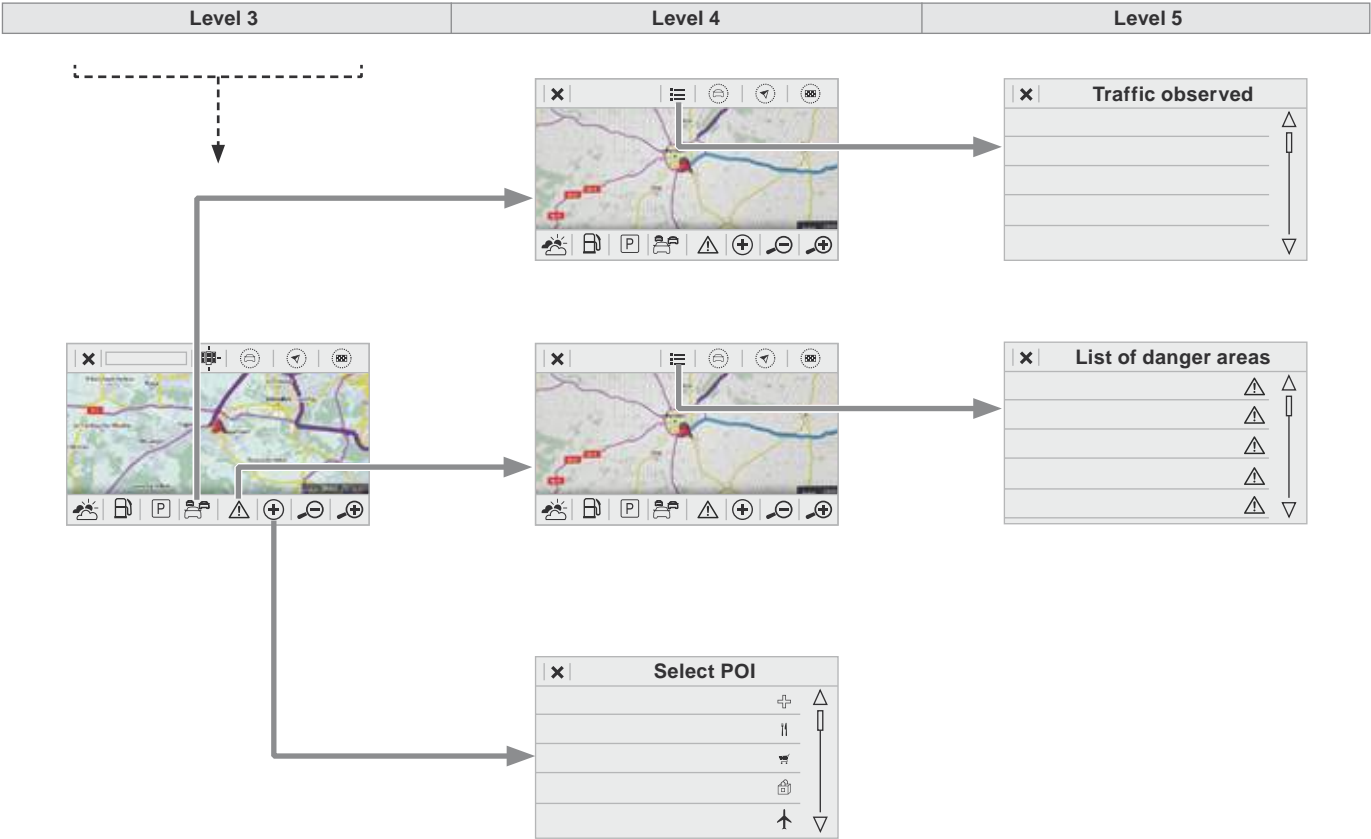 Level 3
Level 4
Level 5
Traffic observed
P
List of danger areas
P
P
Select POI